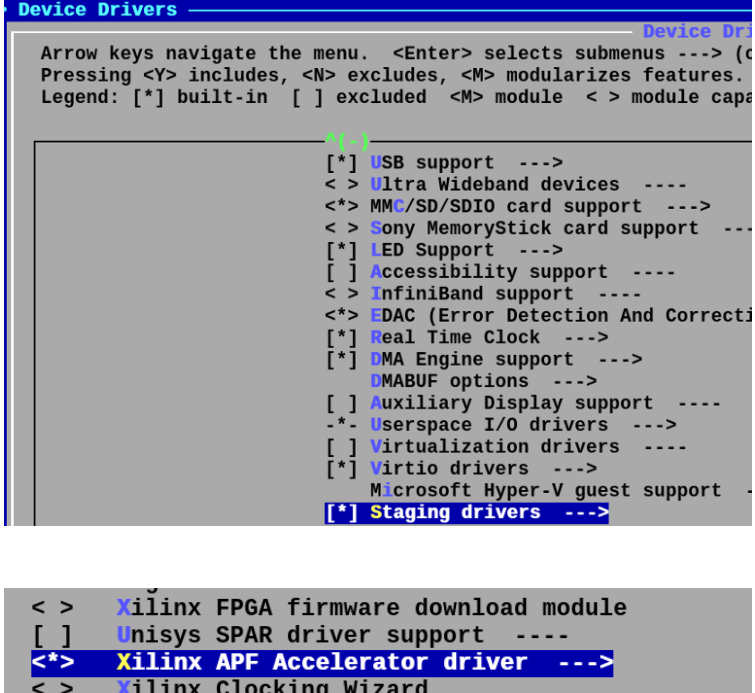 Device Drivers
Device Dri
Arrow keys navigate the menu.  <Enter> selects submenus ---> (
Pressing <Y> includes, <N> excludes, <M> modularizes features.
Legend: [*] built-in  [ ] excluded  <M> module  < > module capa
^(-)
[*] USB support  --->
< > Ultra Wideband devices  ----
<*> MMC/SD/SDIO card support  --->
< > Sony MemoryStick card support  ---
[*] LED Support  --->
[ ] Accessibility support  ----
< > InfiniBand support  ----
<*> EDAC (Error Detection And Correcti
[*] Real Time Clock  --->
[*] DMA Engine support  --->
DMABUF options  --->
[ ] Auxiliary Display support  ----
-*- Userspace I/O drivers  --->
[ ] Virtualization drivers  ----
[*] Virtio drivers  --->
Microsoft Hyper-V guest support  -
[*] Staging drivers  --->
< >   Xilinx FPGA firmware download module
[ ]   Unisys SPAR driver support  ----
<*>   Xilinx APF Accelerator driver  --->
< >   Xilinx Clocking Wizard